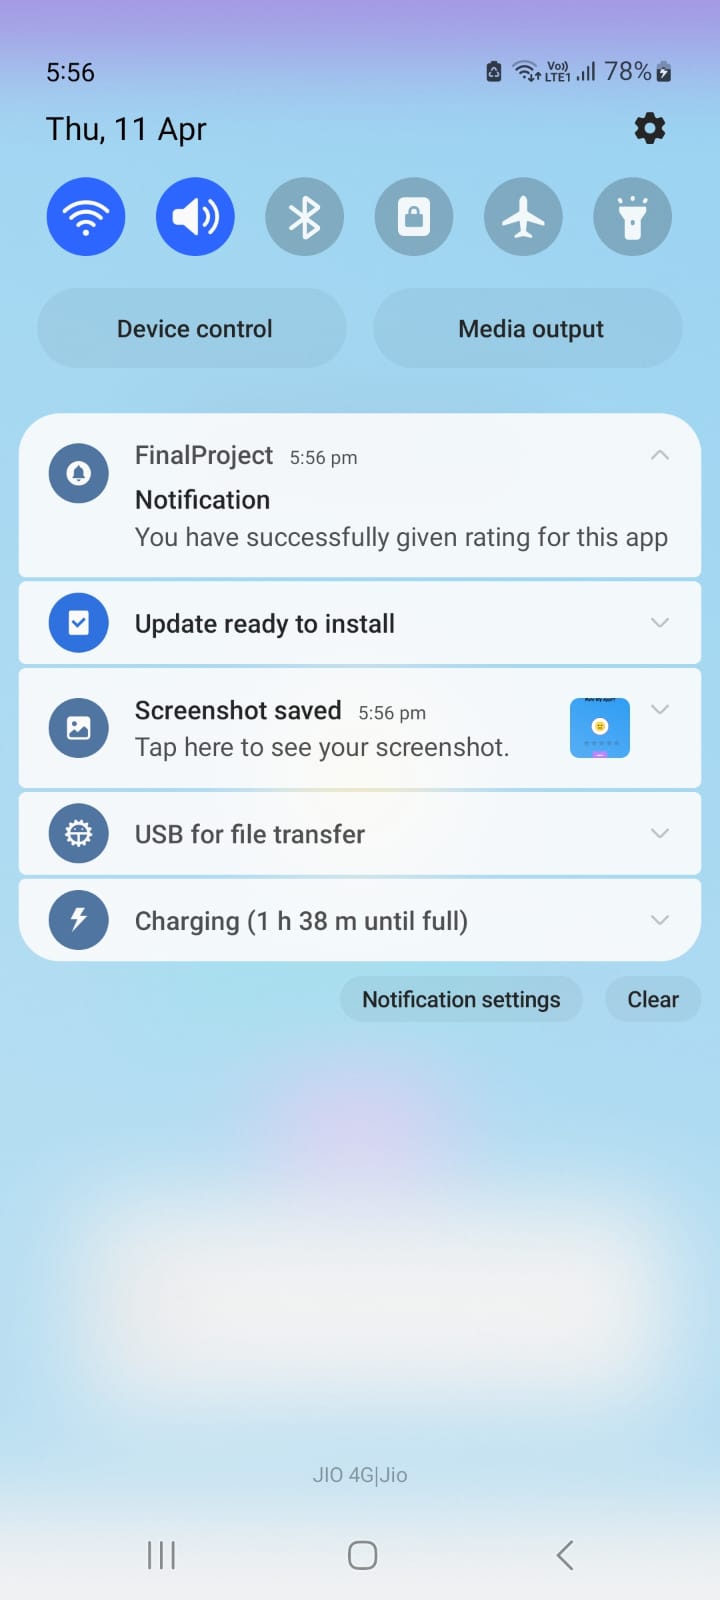 5:56
Vo)) LTE1 78%
Thu, 11 Apr
Device control
Media output
FinalProject 5:56 pm
Notification
You have successfully given rating for this app
Update ready to install
Screenshot saved 5:56 pm
Tap here to see your screenshot.
USB for file transfer
Charging (1 h 38 m until full)
Notification settings
Clear
JIO 4G|Jio